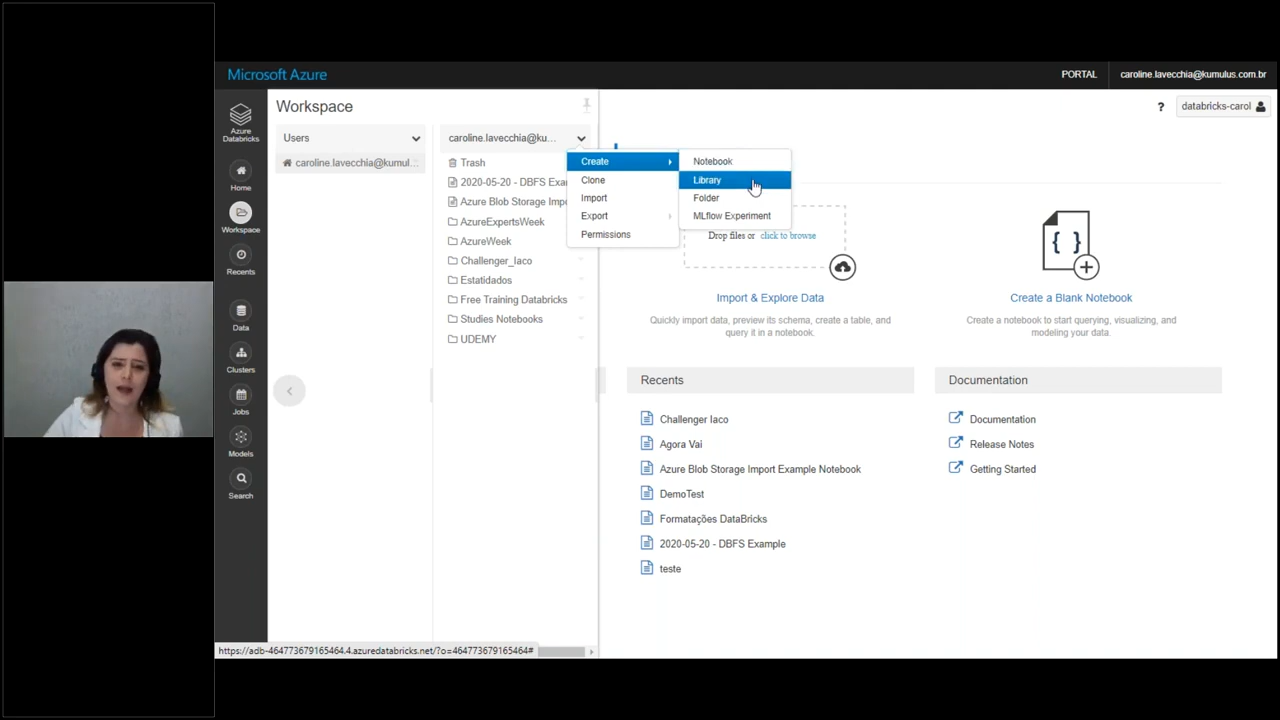 Microsoft Azure
PORTAL
caroline.lavecchia@kumulus.com.br
Azure Databricks
Home
Workspace
Recents
Data
Clusters
Jobs
Models
Search
Workspace
Users
caroline.lavecchia@kumul...
caroline.lavecchia@ku...
Trash
2020-05-20 - DBFS Exa
Azure Blob Storage Impo
AzureExpertsWeek
AzureWeek
Challenger_Iaco
Estatidados
Free Training Databricks
Studies Notebooks
UDEMY
Create
Clone
Import
Export
Permissions
Notebook
Library
Folder
MLflow Experiment
?
databricks-carol
Drop files or click to browse
Import & Explore Data
Quickly import data, preview its schema, create a table, and
query it in a notebook.
{ }
Create a Blank Notebook
Create a notebook to start querying, visualizing, and
modeling your data.
Recents
Challenger Iaco
Agora Vai
Azure Blob Storage Import Example Notebook
DemoTest
Formatações DataBricks
2020-05-20 - DBFS Example
teste
Documentation
Documentation
Release Notes
Getting Started
https://adb-464773679165464.4.azuredatabricks.net/?o=464773679165464#